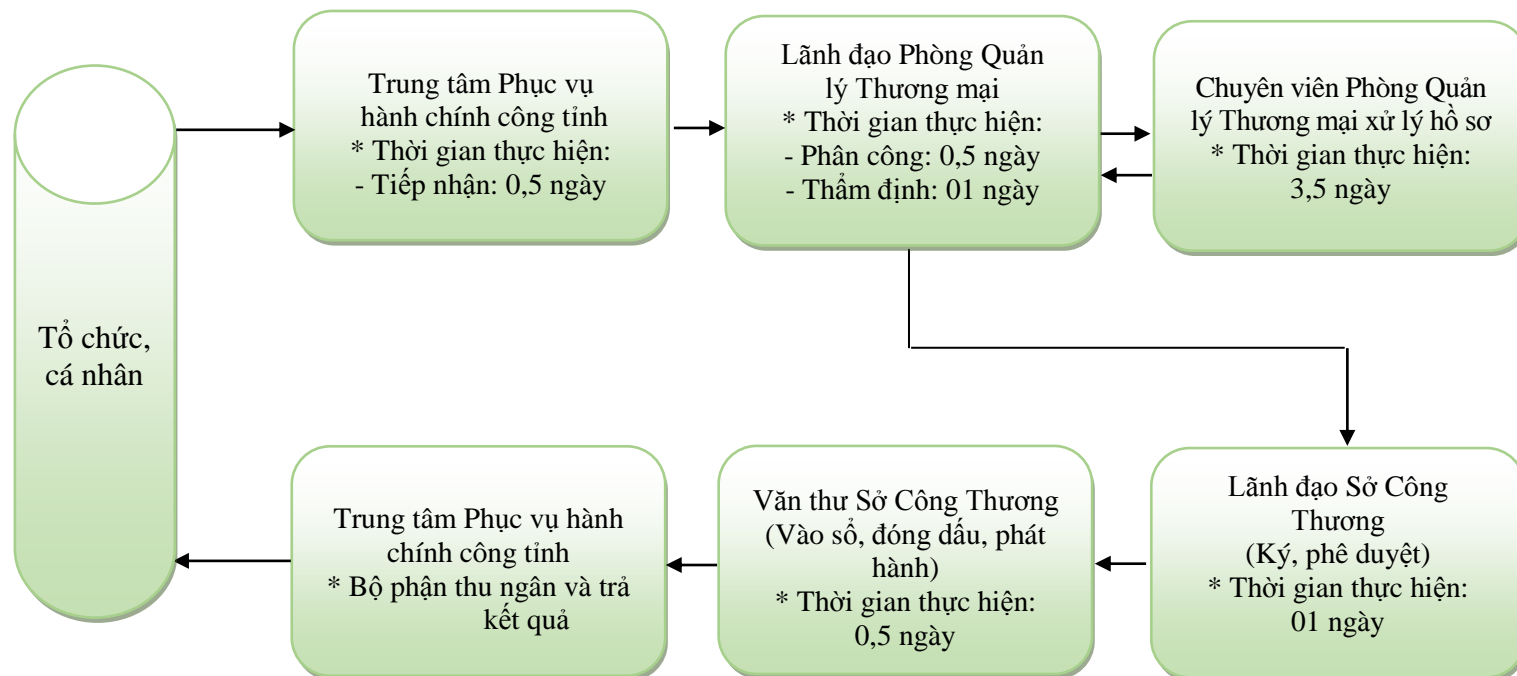 Tổ chức,
cá nhân
Trung tâm Phục vụ
hành chính công tỉnh
* Thời gian thực hiện:
- Tiếp nhận: 0,5 ngày
Lãnh đạo Phòng Quản
lý Thương mại
* Thời gian thực hiện:
- Phân công: 0,5 ngày
- Thẩm định: 01 ngày
Chuyên viên Phòng Quản
lý Thương mại xử lý hồ sơ
* Thời gian thực hiện:
3,5 ngày
Lãnh đạo Sở Công
Thương
(Ký, phê duyệt)
* Thời gian thực hiện:
01 ngày
Văn thư Sở Công Thương
(Vào sổ, đóng dấu, phát
hành)
* Thời gian thực hiện:
0,5 ngày
Trung tâm Phục vụ hành
chính công tỉnh
* Bộ phận thu ngân và trả
kết quả